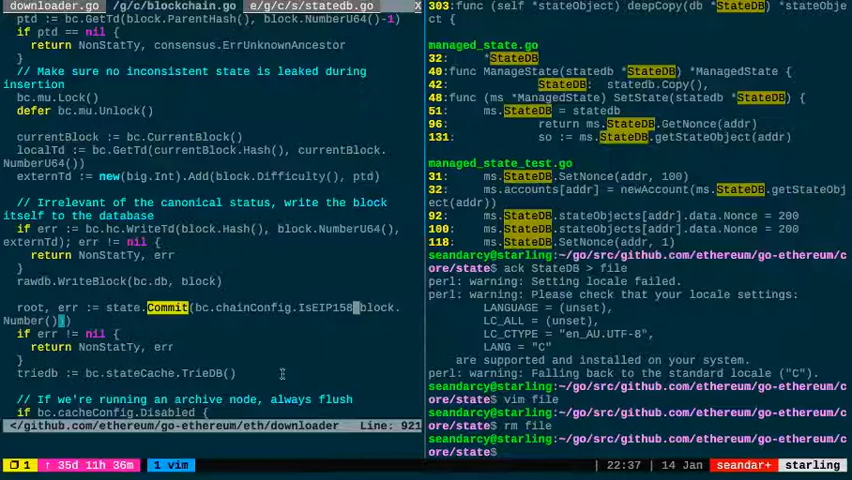 downloader.go  /g/c/blockchain.go  e/g/c/s/statedb.go  X
ptd := bc.GetTd(block.ParentHash(), block.NumberU64()-1)
if ptd == nil {
return NonStatTy, consensus.ErrUnknownAncestor
}
// Make sure no inconsistent state is leaked during
insertion
bc.mu.Lock()
defer bc.mu.Unlock()
currentBlock := bc.CurrentBlock()
localTd := bc.GetTd(currentBlock.Hash(), currentBlock.
NumberU64())
externTd := new(big.Int).Add(block.Difficulty(), ptd)
// Irrelevant of the canonical status, write the block
itself to the database
if err := bc.hc.WriteTd(block.Hash(), block.NumberU64(),
externTd); err != nil {
return NonStatTy, err
}
rawdb.WriteBlock(bc.db, block)
root, err := state.Commit(bc.chainConfig.IsEIP158(block.
Number()))
if err != nil {
return NonStatTy, err
}
triedb := bc.stateCache.TrieDB()
// If we're running an archive node, always flush
if bc.cacheConfig.Disabled {
</github.com/ethereum/go-ethereum/eth/downloader  Line: 921
303:func (self *stateObject) deepCopy(db *StateDB) *stateObje
ct {
managed_state.go
32:     *StateDB
40:func ManageState(statedb *StateDB) *ManagedState {
42:             StateDB:  statedb.Copy(),
48:func (ms *ManagedState) SetState(statedb *StateDB) {
51:     ms.StateDB = statedb
96:             return ms.StateDB.GetNonce(addr)
131:            so := ms.StateDB.getStateObject(addr)
managed_state_test.go
31:     ms.StateDB.SetNonce(addr, 100)
32:     ms.accounts[addr] = newAccount(ms.StateDB.getStateObj
ect(addr))
92:     ms.StateDB.stateObjects[addr].data.Nonce = 200
100:    ms.StateDB.stateObjects[addr].data.Nonce = 200
118:    ms.StateDB.SetNonce(addr, 1)
seandarcy@starling:~/go/src/github.com/ethereum/go-ethereum/c
ore/state$ ack StateDB > file
perl: warning: Setting locale failed.
perl: warning: Please check that your locale settings:
LANGUAGE = (unset),
LC_ALL = (unset),
LC_CTYPE = "en_AU.UTF-8",
LANG = "C"
are supported and installed on your system.
perl: warning: Falling back to the standard locale ("C").
seandarcy@starling:~/go/src/github.com/ethereum/go-ethereum/c
ore/state$ vim file
seandarcy@starling:~/go/src/github.com/ethereum/go-ethereum/c
ore/state$ rm file
seandarcy@starling:~/go/src/github.com/ethereum/go-ethereum/c
ore/state$
1  ↑ 35d 11h 36m  1 vim  | 22:37 | 14 Jan  seandar+  starling